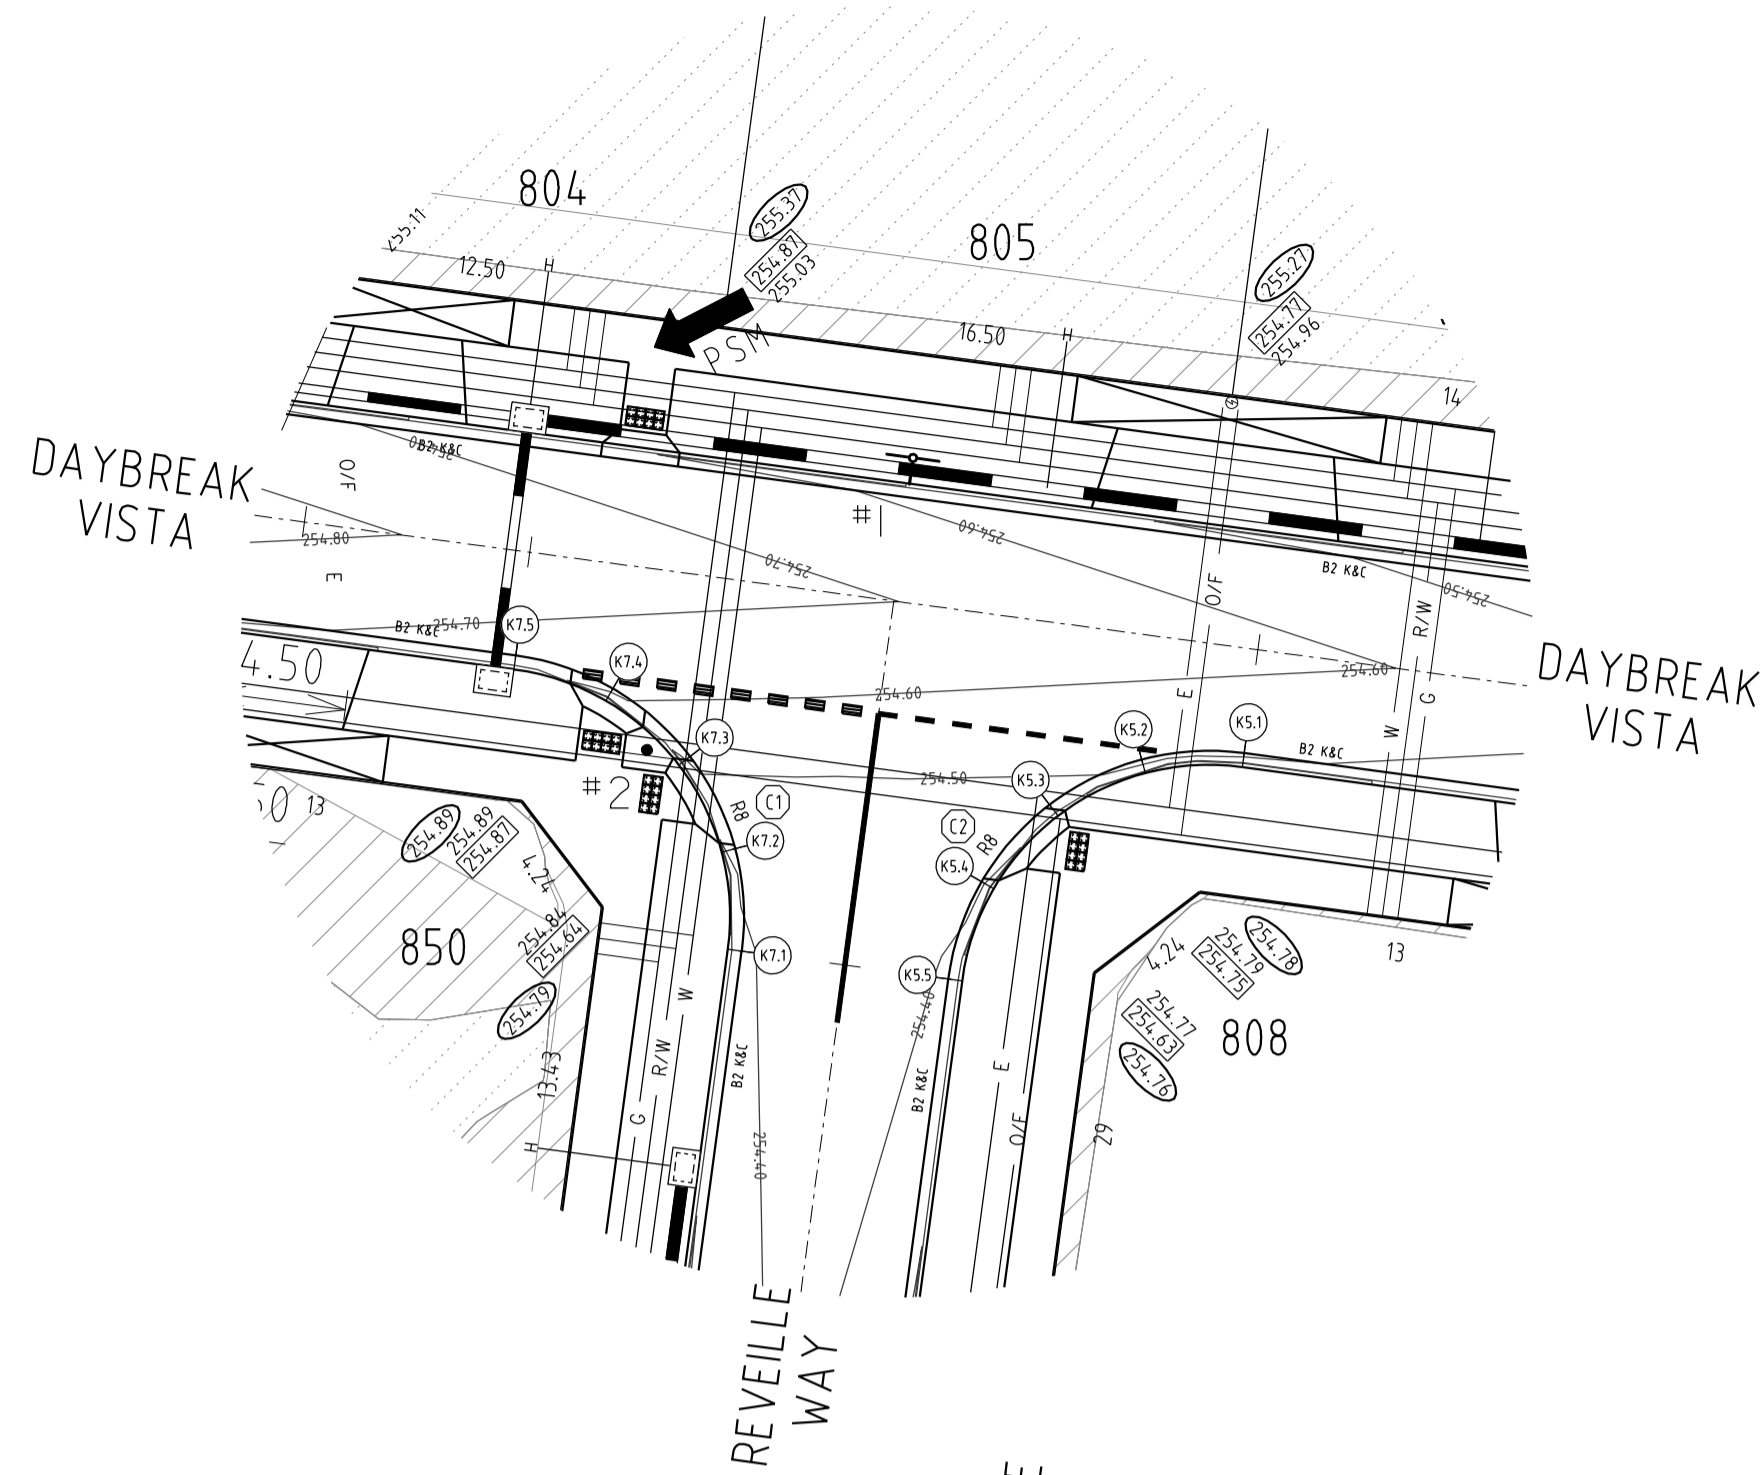 804
255.37
254.87
255.03
805
255.27
254.77
254.96
255.11
12.50
H
16.50
H
14
PSM
DAYBREAK
VISTA
O/F
B2 K&C
254.80
E
#1
254.60
254.70
B2 K&C
254.50
O/F
R/W
B2 K&C
254.70
K7.5
K7.4
4.50
254.60
254.60
DAYBREAK
VISTA
E
G
W
K7.3
K5.2
K5.1
B2 K&C
#2
254.50
K5.3
C1
R8
K7.2
C2
R8
K5.4
13
254.89
254.89
254.87
4.24
254.84
254.64
850
254.79
K7.1
K5.5
254.40
4.24
254.78
254.79
254.75
13
254.77
254.63
254.76
808
W
R/W
G
B2 K&C
13.43
H
254.40
B2 K&C
E
O/F
29
REVEILLE
WAY